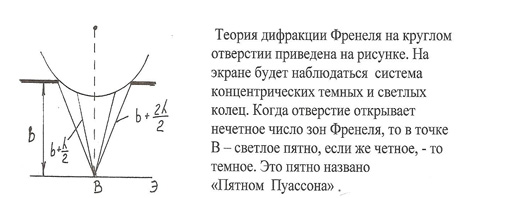 Теория дифракции Френеля на круглом
отверстии приведена на рисунке. На
экране будет наблюдаться система
концентрических темных и светлых
колец. Когда отверстие открывает
нечетное число зон Френеля, то в точке
В – светлое пятно, если же четное, - то
темное. Это пятно названо
«Пятном Пуассона» .
B
b+λ/2
b+2λ/2
B
Э